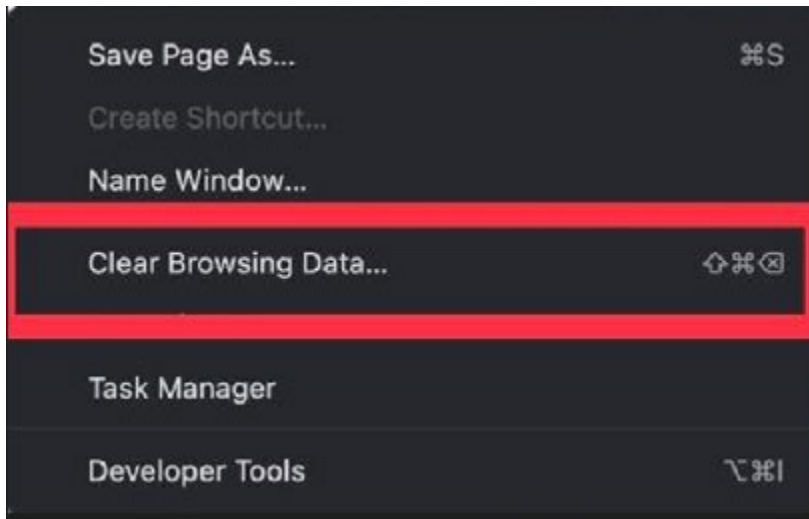 Save Page As... ⌘S
Create Shortcut...
Name Window...
Clear Browsing Data... ⇧⌘⌫
Task Manager
Developer Tools ⌥⌘I